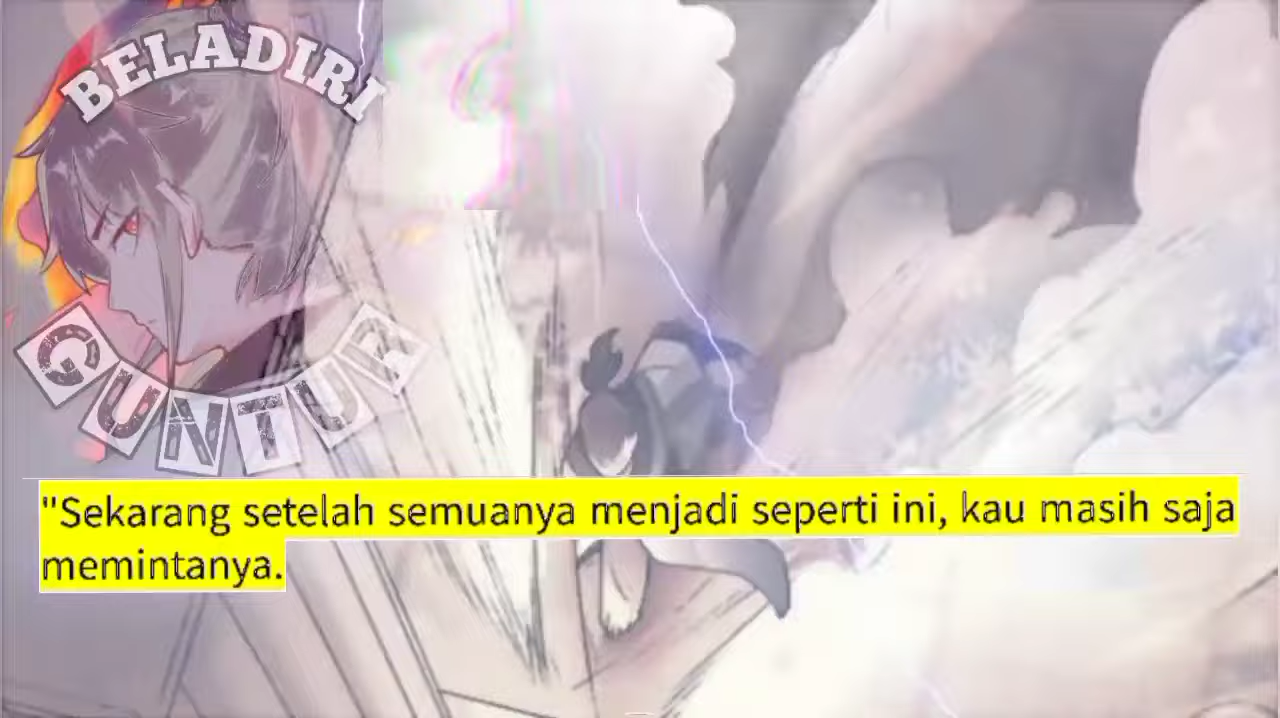 BELADIRI
GUNTUR
"Sekarang setelah semuanya menjadi seperti ini, kau masih saja
memintanya.